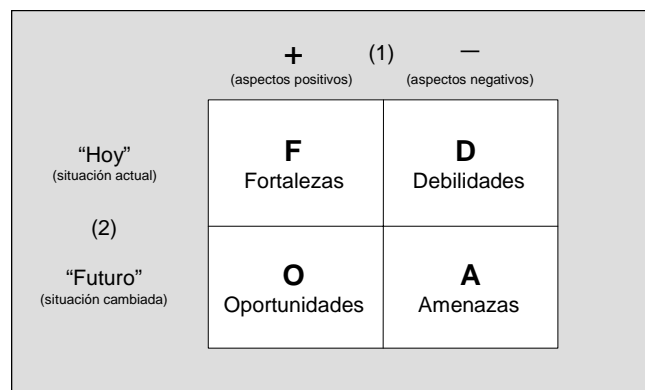 + (1) —
(aspectos positivos) (aspectos negativos)
F D
“Hoy” Fortalezas Debilidades
(situación actual)
(2)
“Futuro” O A
(situación cambiada) Oportunidades Amenazas